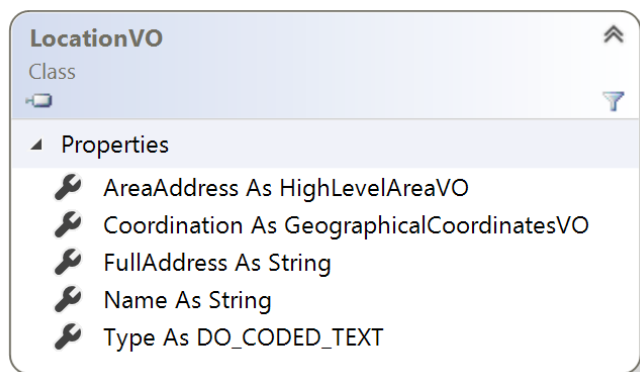 LocationVO
Class
Properties
AreaAddress As HighLevelAreaVO
Coordination As GeographicalCoordinatesVO
FullAddress As String
Name As String
Type As DO_CODED_TEXT